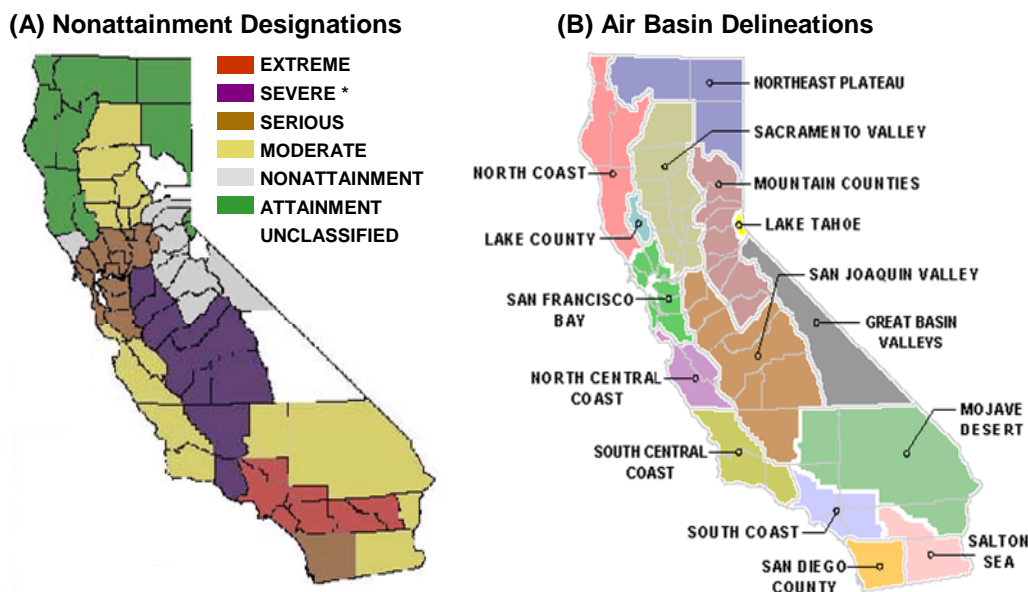 (A) Nonattainment Designations
EXTREME
SEVERE *
SERIOUS
MODERATE
NONATTAINMENT
ATTAINMENT
UNCLASSIFIED
(B) Air Basin Delineations
NORTHEAST PLATEAU
SACRAMENTO VALLEY
NORTH COAST
MOUNTAIN COUNTIES
LAKE COUNTY
LAKE TAHOE
SAN JOAQUIN VALLEY
SAN FRANCISCO
BAY
GREAT BASIN
VALLEYS
NORTH CENTRAL
COAST
MOJAVE
DESERT
SOUTH CENTRAL
COAST
SOUTH COAST
SALTON
SEA
SAN DIEGO
COUNTY